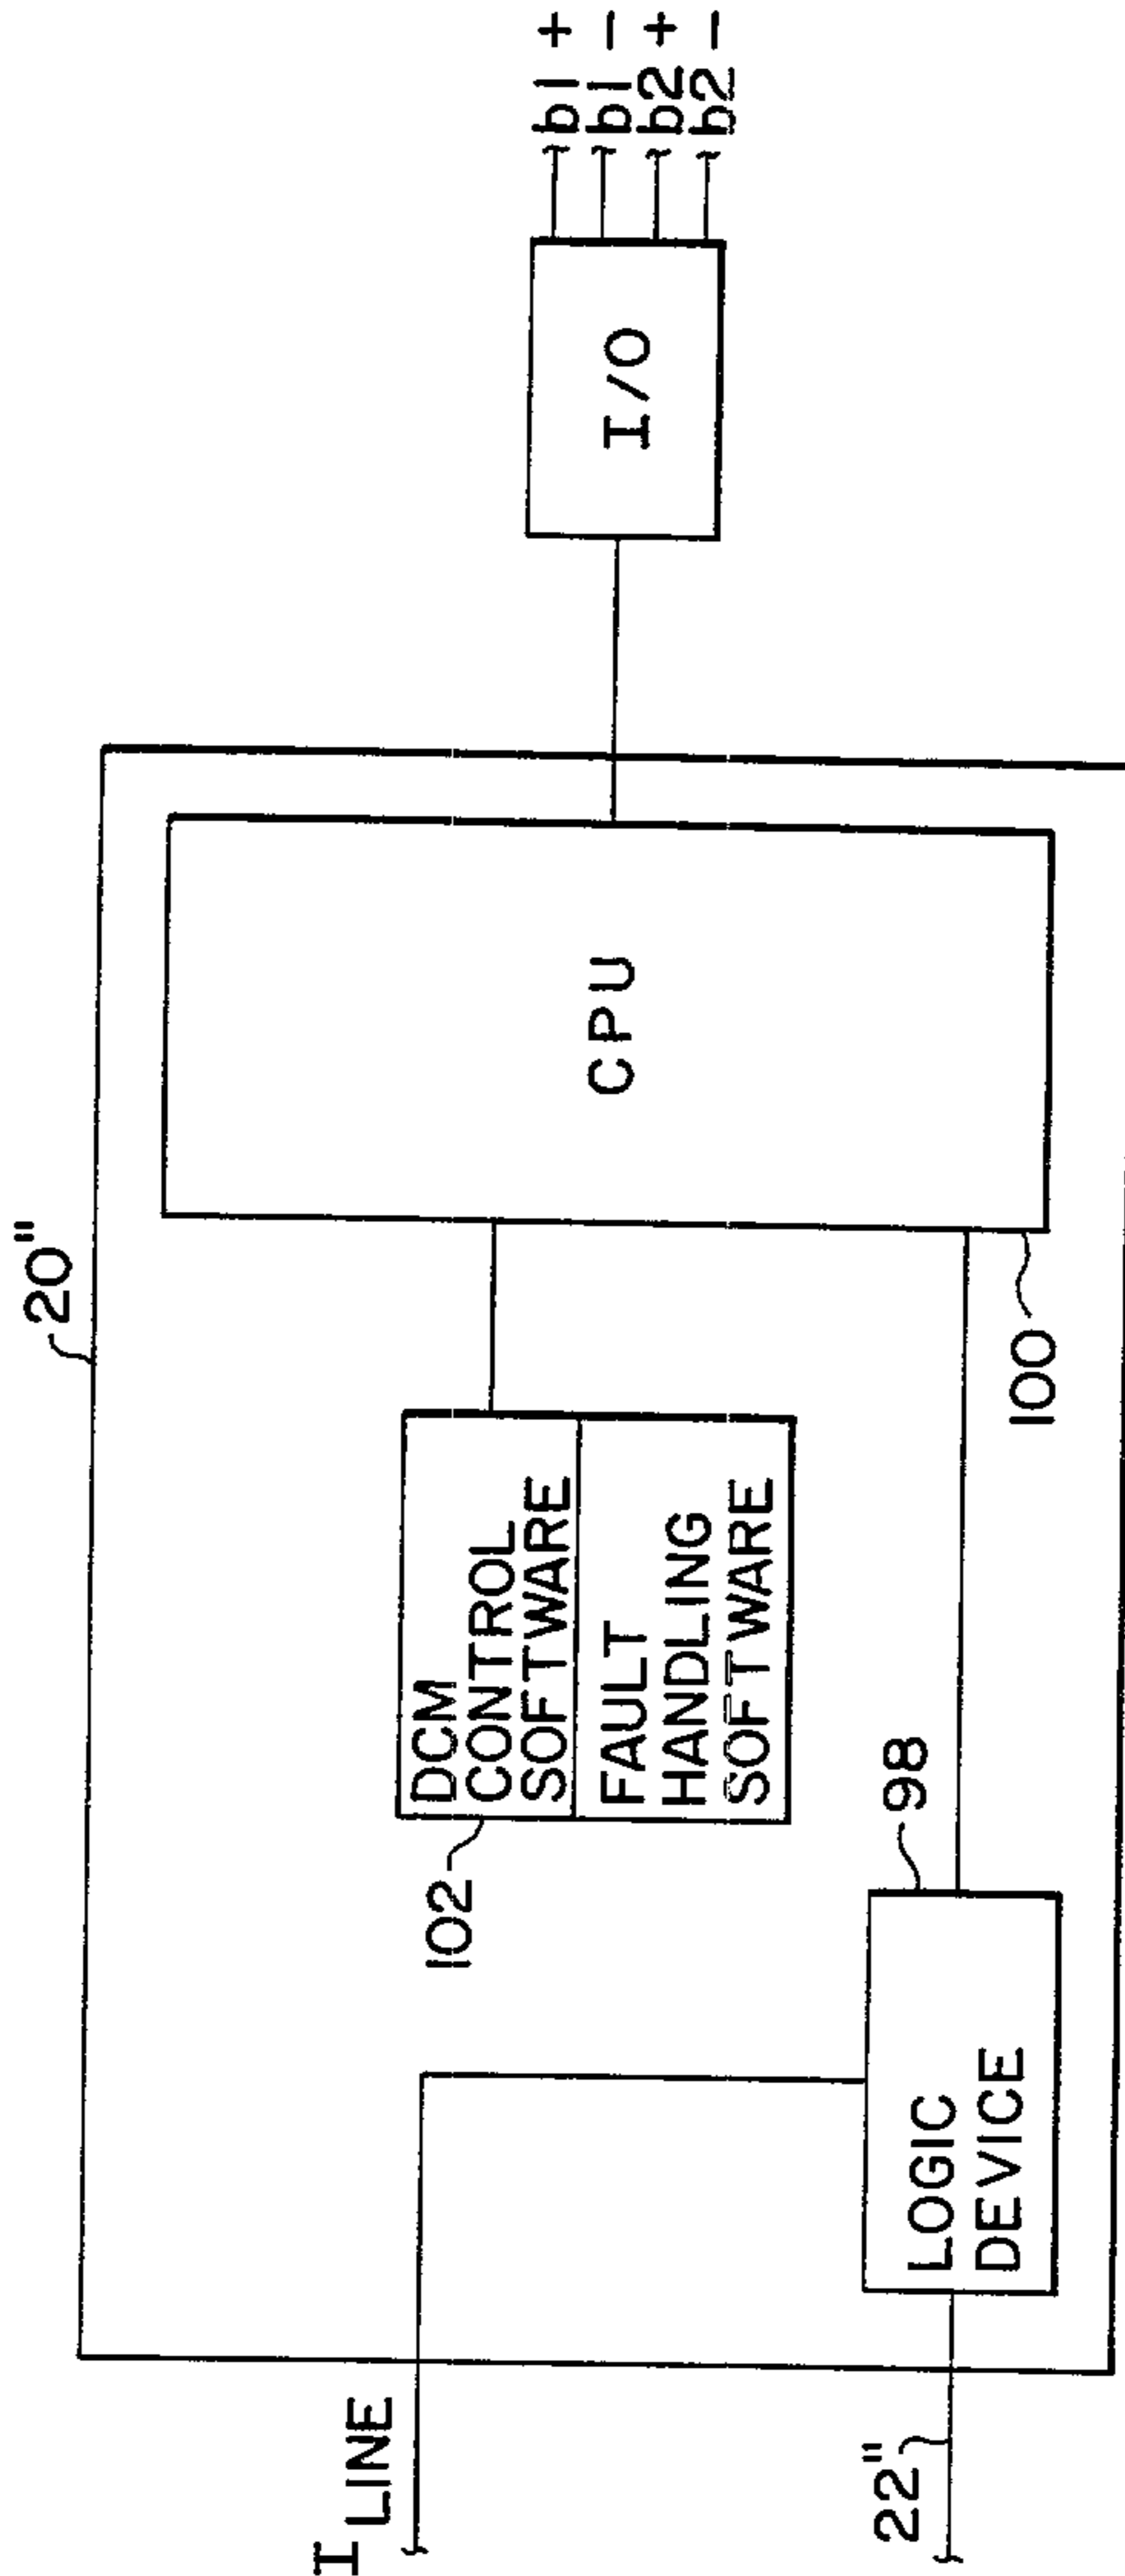 20"
I LINE
22"
LOGIC
DEVICE
98
102
DCM
CONTROL
SOFTWARE
FAULT
HANDLING
SOFTWARE
100
CPU
I/O
b1+
b1-
b2+
b2-